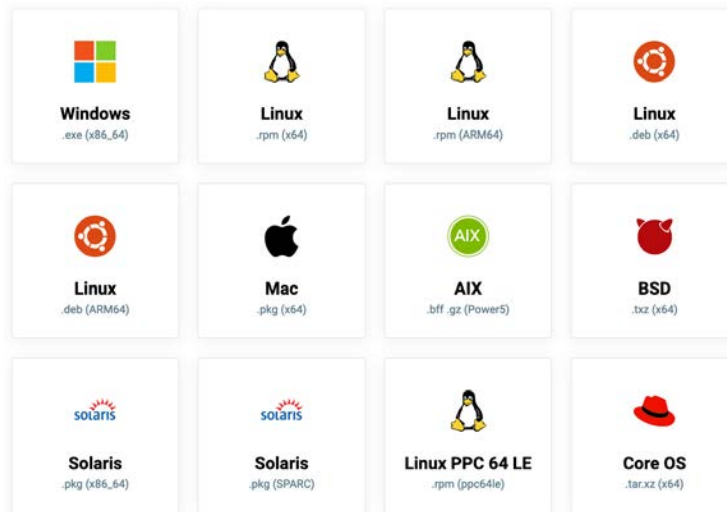 Windows
.exe (x86_64)
Linux
.rpm (x64)
Linux
.rpm (ARM64)
Linux
.deb (x64)
Linux
.deb (ARM64)
Mac
.pkg (x64)
AIX
AIX
.bff .gz (Power5)
BSD
.txz (x64)
solaris
Solaris
.pkg (x86_64)
solaris
Solaris
.pkg (SPARC)
Linux PPC 64 LE
.rpm (ppc64le)
Core OS
.tar.xz (x64)